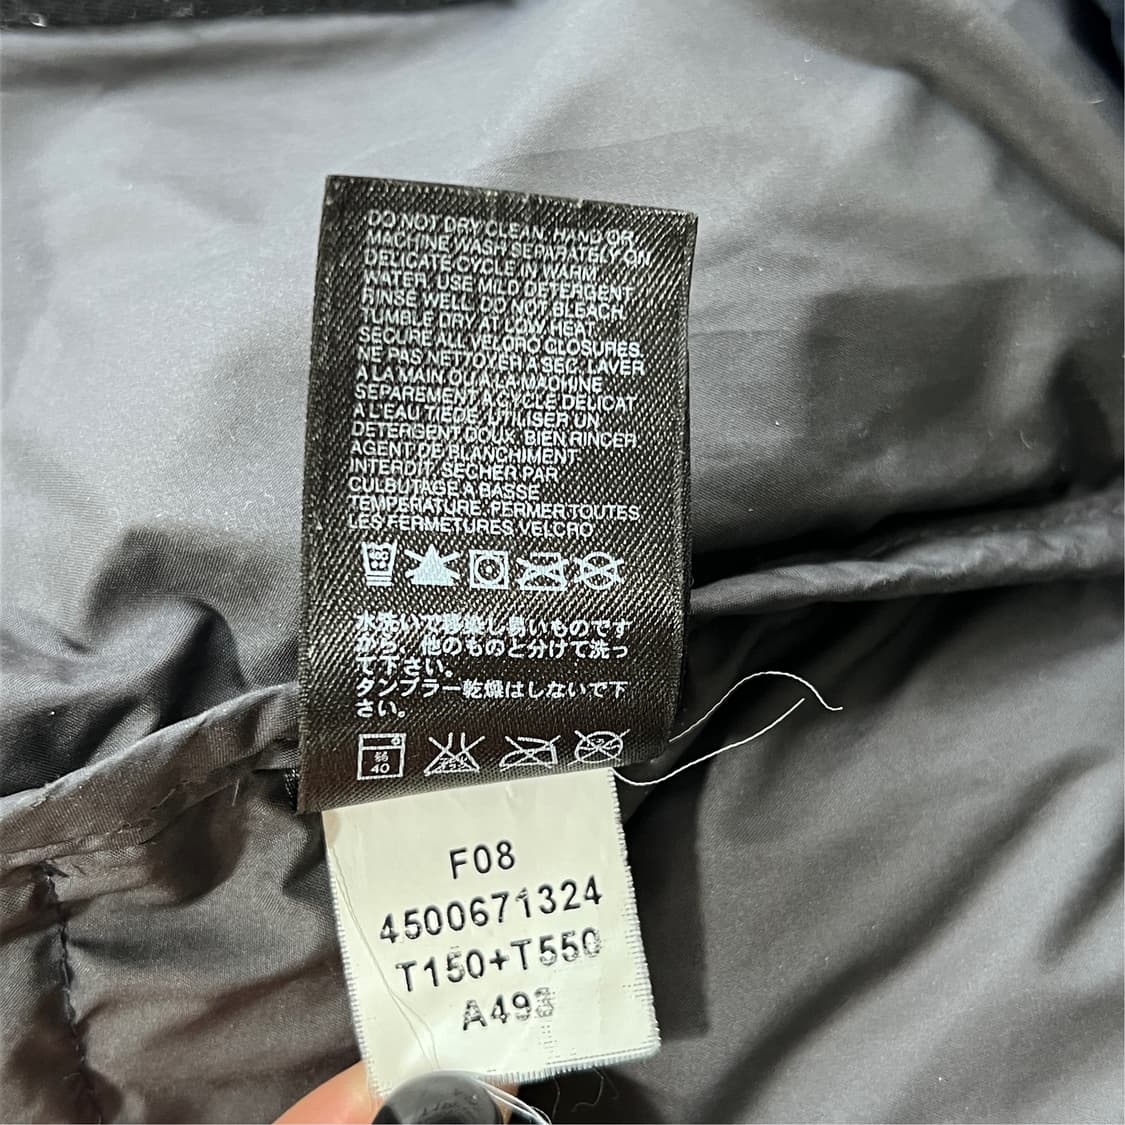 DO NOT DRY CLEAN, HAND OR
MACHINE WASH SEPARATELY ON
DELICATE CYCLE IN WARM
WATER. USE MILD DETERGENT
RINSE WELL. DO NOT BLEACH
TUMBLE DRY AT LOW HEAT
SECURE ALL VELCRO CLOSURES.
NE PAS NETTOYER A SEC. LAVER
A LA MAIN OU A LA MACHINE
SEPAREMENT A CYCLE DELICAT
A L'EAU TIEDE. UTILISER UN
DETERGENT DOUX. BIEN RINCER
AGENT DE BLANCHIMENT
INTERDIT. SECHER PAR
CULBUTAGE A BASSE
TEMPERATURE. FERMER TOUTES
LES FERMETURES VELCRO
水洗いで移染し易いものです
から、他のものと分けて洗っ
て下さい。
タンブラー乾燥はしないで下
さい。
弱
40
F08
4500671324
T150+T550
A493